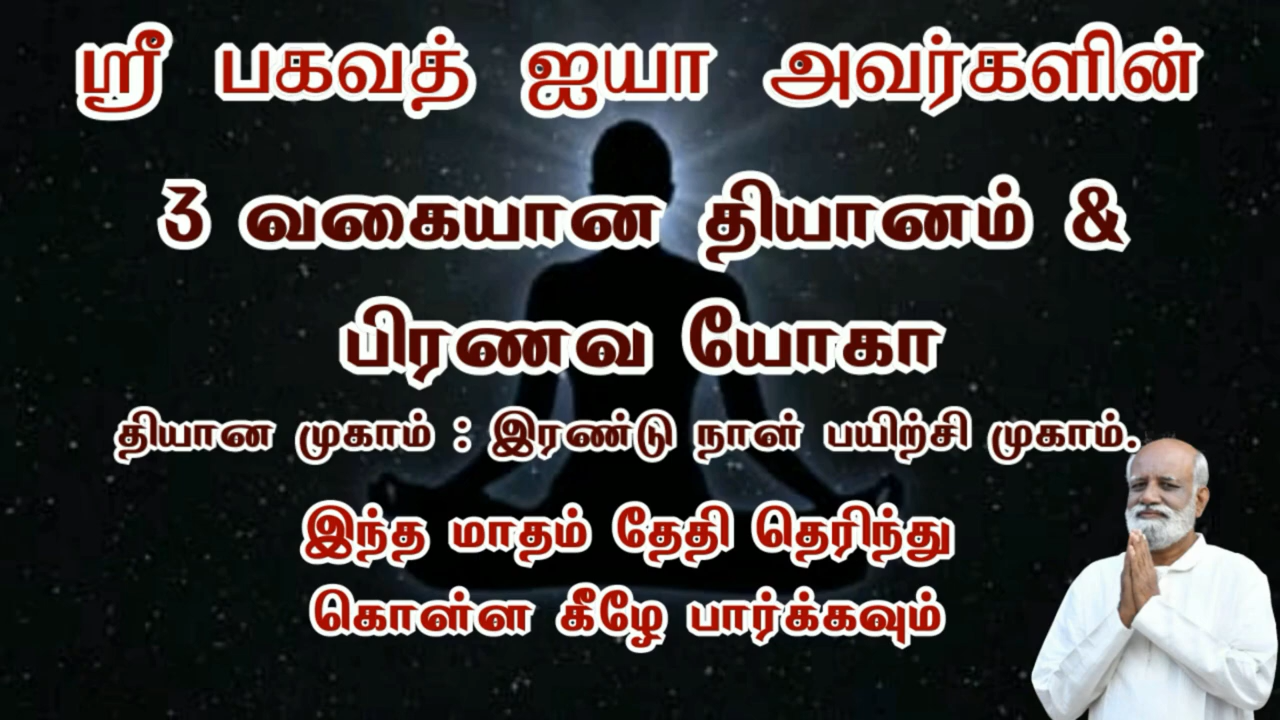 ஸ்ரீ பகவத் ஐயா அவர்களின்
3 வகையான தியானம் &
பிரணவ யோகா
தியான முகாம் : இரண்டு நாள் பயிற்சி முகாம்.
இந்த மாதம் தேதி தெரிந்து
கொள்ள கீழே பார்க்கவும்